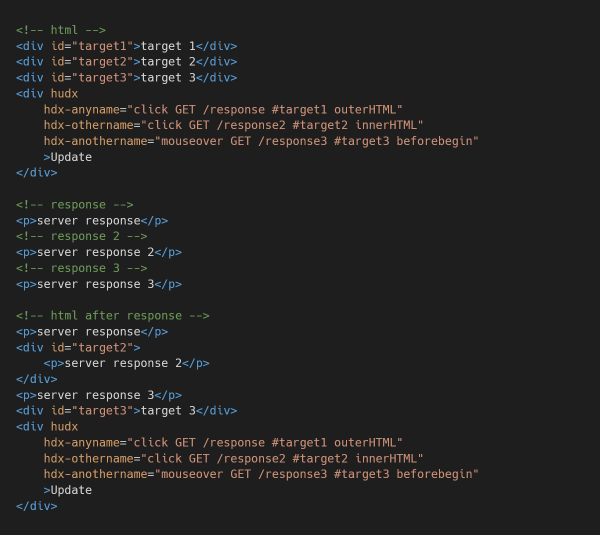 <!-- html -->
<div id="target1">target 1</div>
<div id="target2">target 2</div>
<div id="target3">target 3</div>
<div hudx
    hdx-anyname="click GET /response #target1 outerHTML"
    hdx-othername="click GET /response2 #target2 innerHTML"
    hdx-anothername="mouseover GET /response3 #target3 beforebegin"
    >Update
</div>

<!-- response -->
<p>server response</p>
<!-- response 2 -->
<p>server response 2</p>
<!-- response 3 -->
<p>server response 3</p>

<!-- html after response -->
<p>server response</p>
<div id="target2">
    <p>server response 2</p>
</div>
<p>server response 3</p>
<div id="target3">target 3</div>
<div hudx
    hdx-anyname="click GET /response #target1 outerHTML"
    hdx-othername="click GET /response2 #target2 innerHTML"
    hdx-anothername="mouseover GET /response3 #target3 beforebegin"
    >Update
</div>